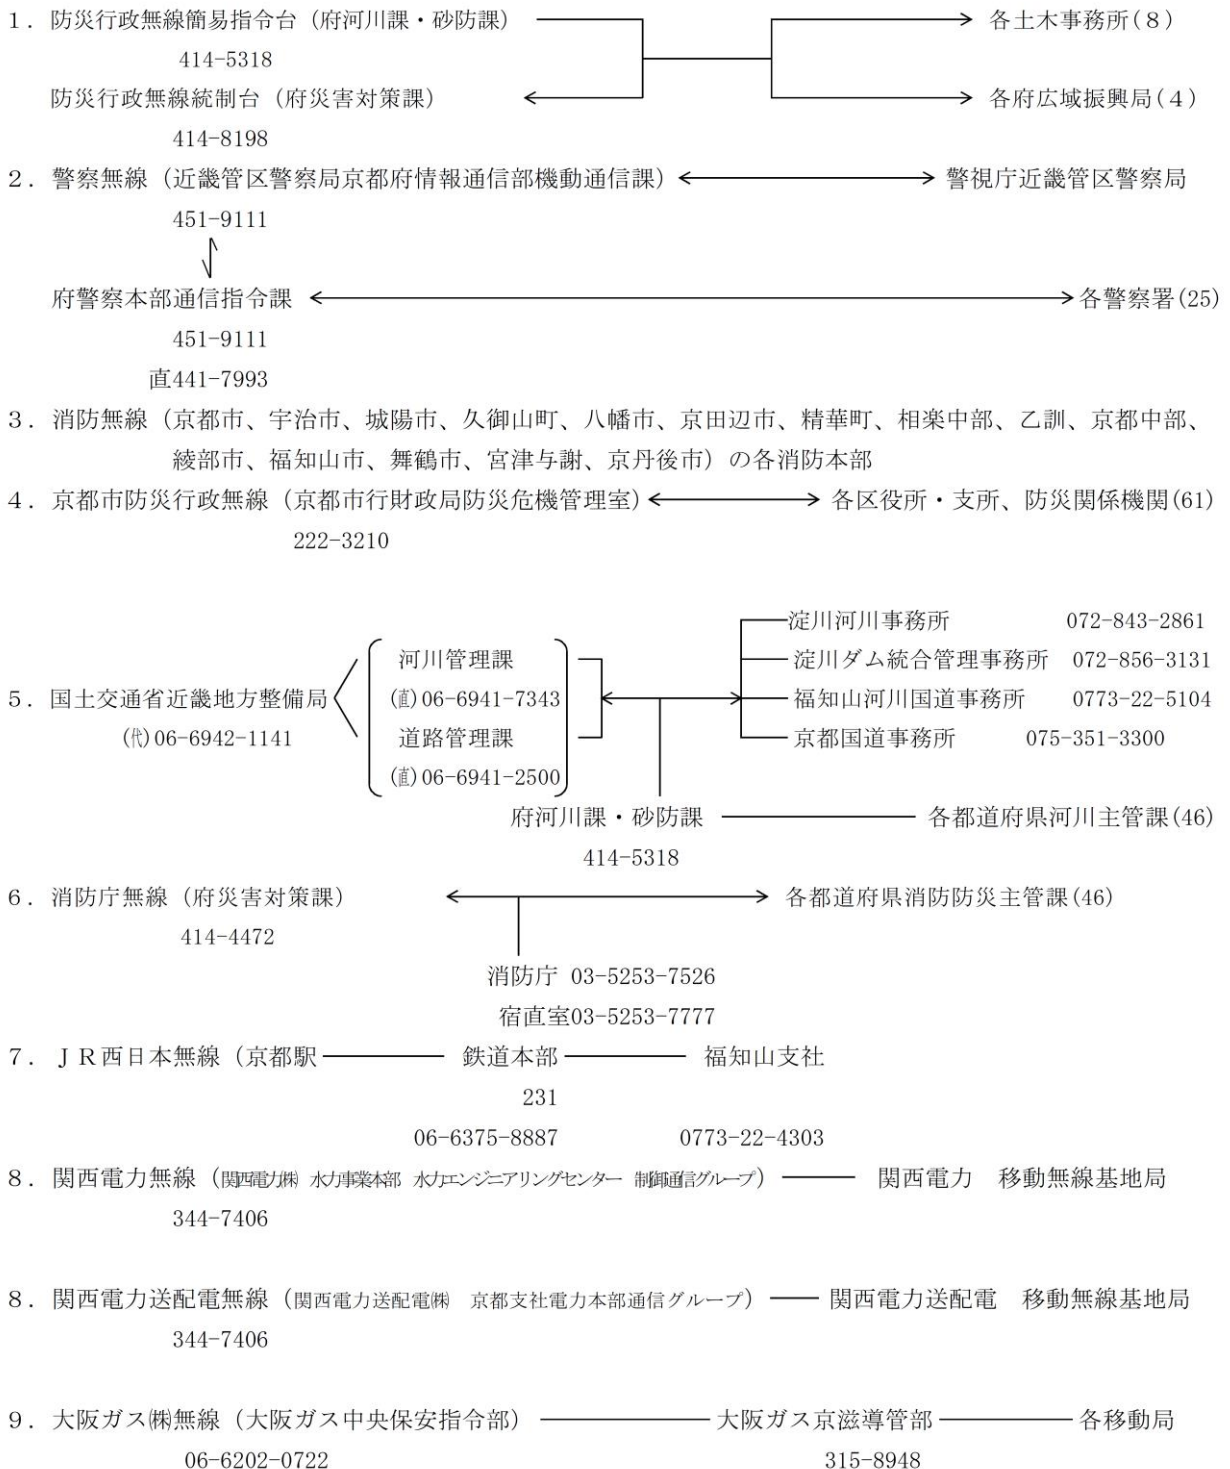 １．防災行政無線簡易指令台（府河川課・砂防課） 各土木事務所(８)
414-5318
防災行政無線統制台（府災害対策課） 各府広域振興局(４)
414-8198
２．警察無線（近畿管区警察局京都府情報通信部機動通信課） 警視庁近畿管区警察局
451-9111
府警察本部通信指令課 各警察署(25)
451-9111
直441-7993
３．消防無線（京都市、宇治市、城陽市、久御山町、八幡市、京田辺市、精華町、相楽中部、乙訓、京都中部、
綾部市、福知山市、舞鶴市、宮津与謝、京丹後市）の各消防本部
４．京都市防災行政無線（京都市行財政局防災危機管理室） 各区役所・支所、防災関係機関(61)
222-3210
淀川河川事務所 072-843-2861
河川管理課 淀川ダム統合管理事務所 072-856-3131
５．国土交通省近畿地方整備局 (直)06-6941-7343 福知山河川国道事務所 0773-22-5104
(代)06-6942-1141 道路管理課 京都国道事務所 075-351-3300
(直)06-6941-2500
府河川課・砂防課 各都道府県河川主管課(46)
414-5318
６．消防庁無線（府災害対策課） 各都道府県消防防災主管課(46)
414-4472
消防庁 03-5253-7526
宿直室03-5253-7777
７．ＪＲ西日本無線（京都駅 鉄道本部 福知山支社
231
06-6375-8887 0773-22-4303
８．関西電力無線（関西電力㈱ 水力事業本部 水力エンジニアリングセンター 制御通信グループ） 関西電力 移動無線基地局
344-7406
８．関西電力送配電無線（関西電力送配電㈱ 京都支社電力本部通信グループ） 関西電力送配電 移動無線基地局
344-7406
９．大阪ガス㈱無線（大阪ガス中央保安指令部） 大阪ガス京滋導管部 各移動局
06-6202-0722 315-8948